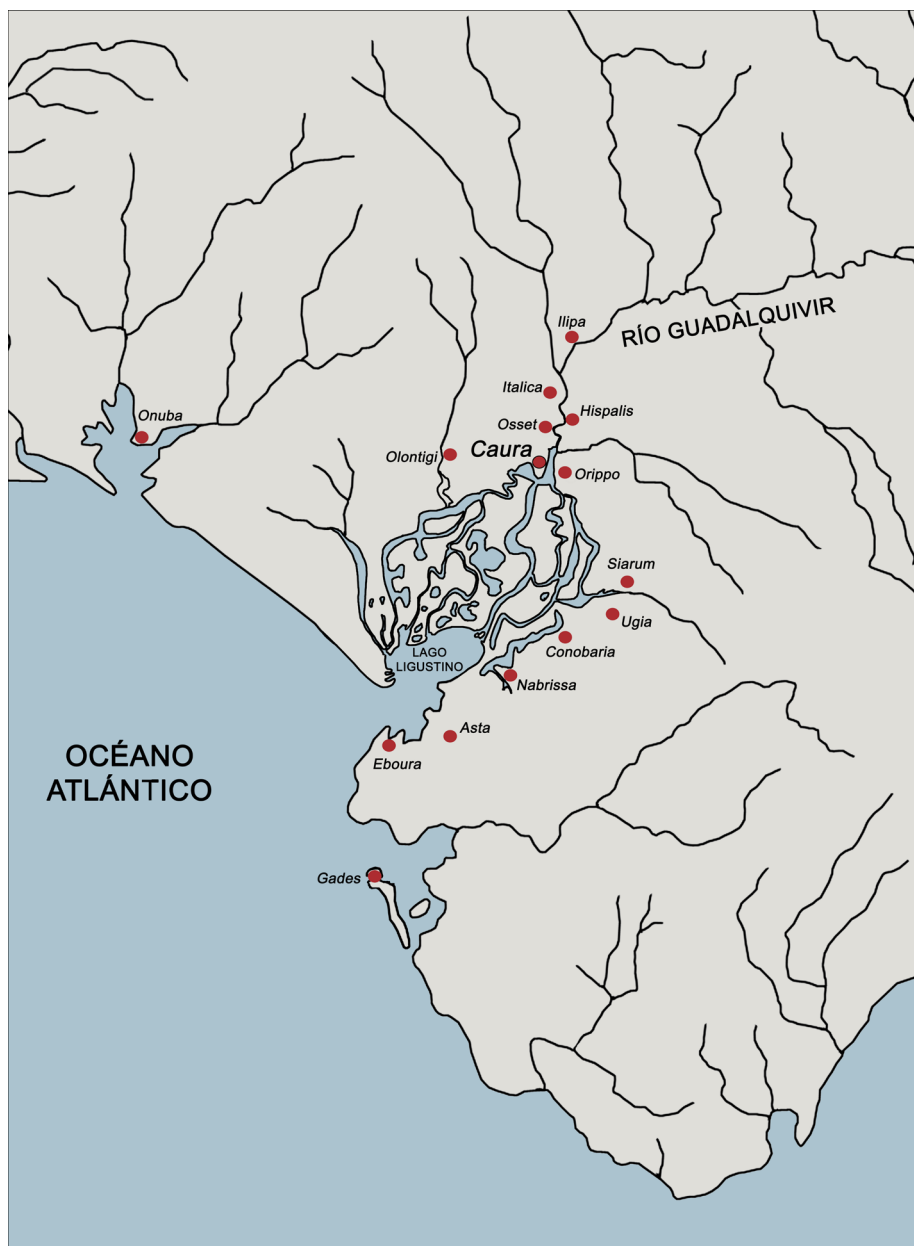 Ilipa
RÍO GUADALQUIVIR
Italica
Hispalis
Onuba
Osset
Caura
Olontigi
Orippo
Siarum
Ugia
Conobaria
LAGO
LIGUSTINO
Nabrissa
Asta
OCÉANO
ATLÁNTICO
Eboura
Gades